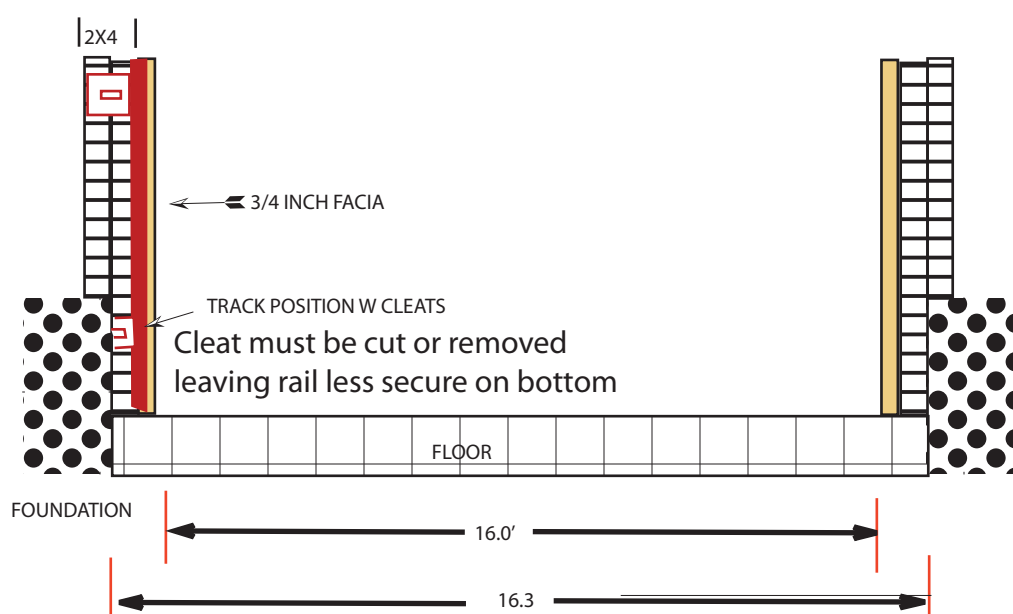 2X4
3/4 INCH FACIA
TRACK POSITION W CLEATS
Cleat must be cut or removed
leaving rail less secure on bottom
FLOOR
FOUNDATION
16.0'
16.3